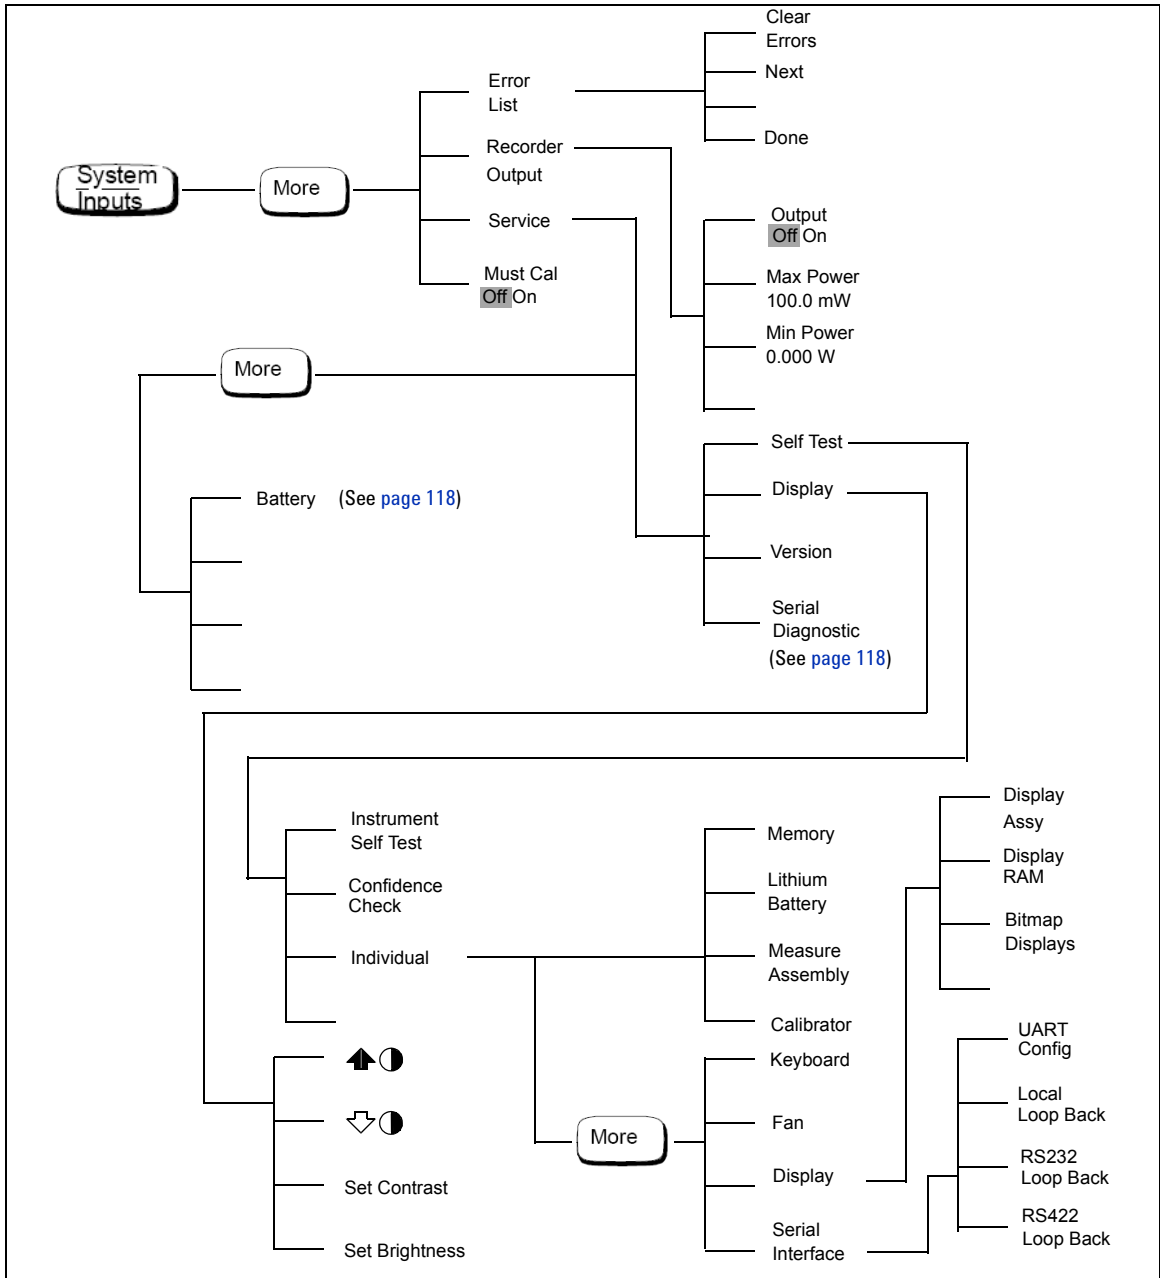 Clear
Errors
Next
Done
Error
List
Recorder
Output
Service
Must Cal
Off On
System
Inputs
More
Output
Off On
Max Power
100.0 mW
Min Power
0.000 W
More
Battery (See page 118)
Self Test
Display
Version
Serial
Diagnostic
(See page 118)
Instrument
Self Test
Confidence
Check
Individual
Memory
Lithium
Battery
Measure
Assembly
Calibrator
Display
Assy
Display
RAM
Bitmap
Displays
Set Contrast
Set Brightness
More
Keyboard
Fan
Display
Serial
Interface
UART
Config
Local
Loop Back
RS232
Loop Back
RS422
Loop Back